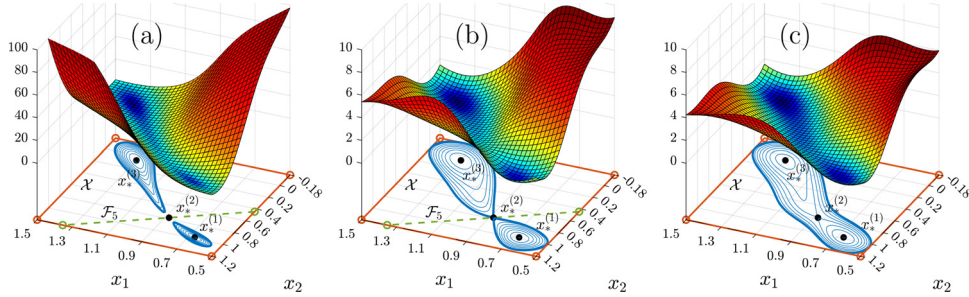 (a)
100
80
60
40
20
0
𝒳
ℱ₅
x*⁽³⁾
x*⁽²⁾
x*⁽¹⁾
1.5
1.3
1.1
0.9
0.7
0.5
x₁
-0.18
0
0.2
0.4
0.6
0.8
1
1.2
x₂
(b)
10
8
6
4
2
0
𝒳
ℱ₅
x*⁽³⁾
x*⁽²⁾
x*⁽¹⁾
1.5
1.3
1.1
0.9
0.7
0.5
x₁
-0.18
0
0.2
0.4
0.6
0.8
1
1.2
x₂
(c)
10
8
6
4
2
0
𝒳
x*⁽³⁾
x*⁽²⁾
x*⁽¹⁾
1.5
1.3
1.1
0.9
0.7
0.5
x₁
-0.18
0
0.2
0.4
0.6
0.8
1
1.2
x₂